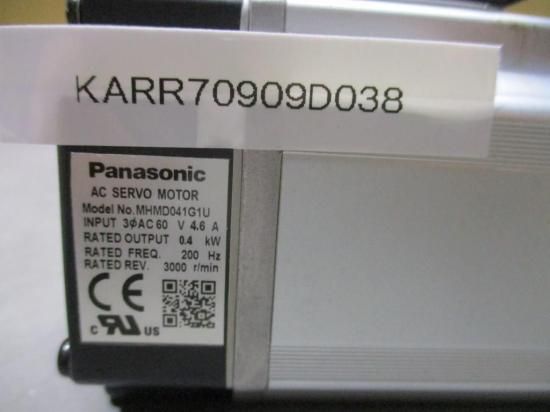 KARR70909D038
Panasonic
AC SERVO MOTOR
Model No. MHMD041G1U
INPUT 3ϕAC 60 V 4.6 A
RATED OUTPUT 0.4 kW
RATED FREQ. 200 Hz
RATED REV. 3000 r/min
CE
c RU US